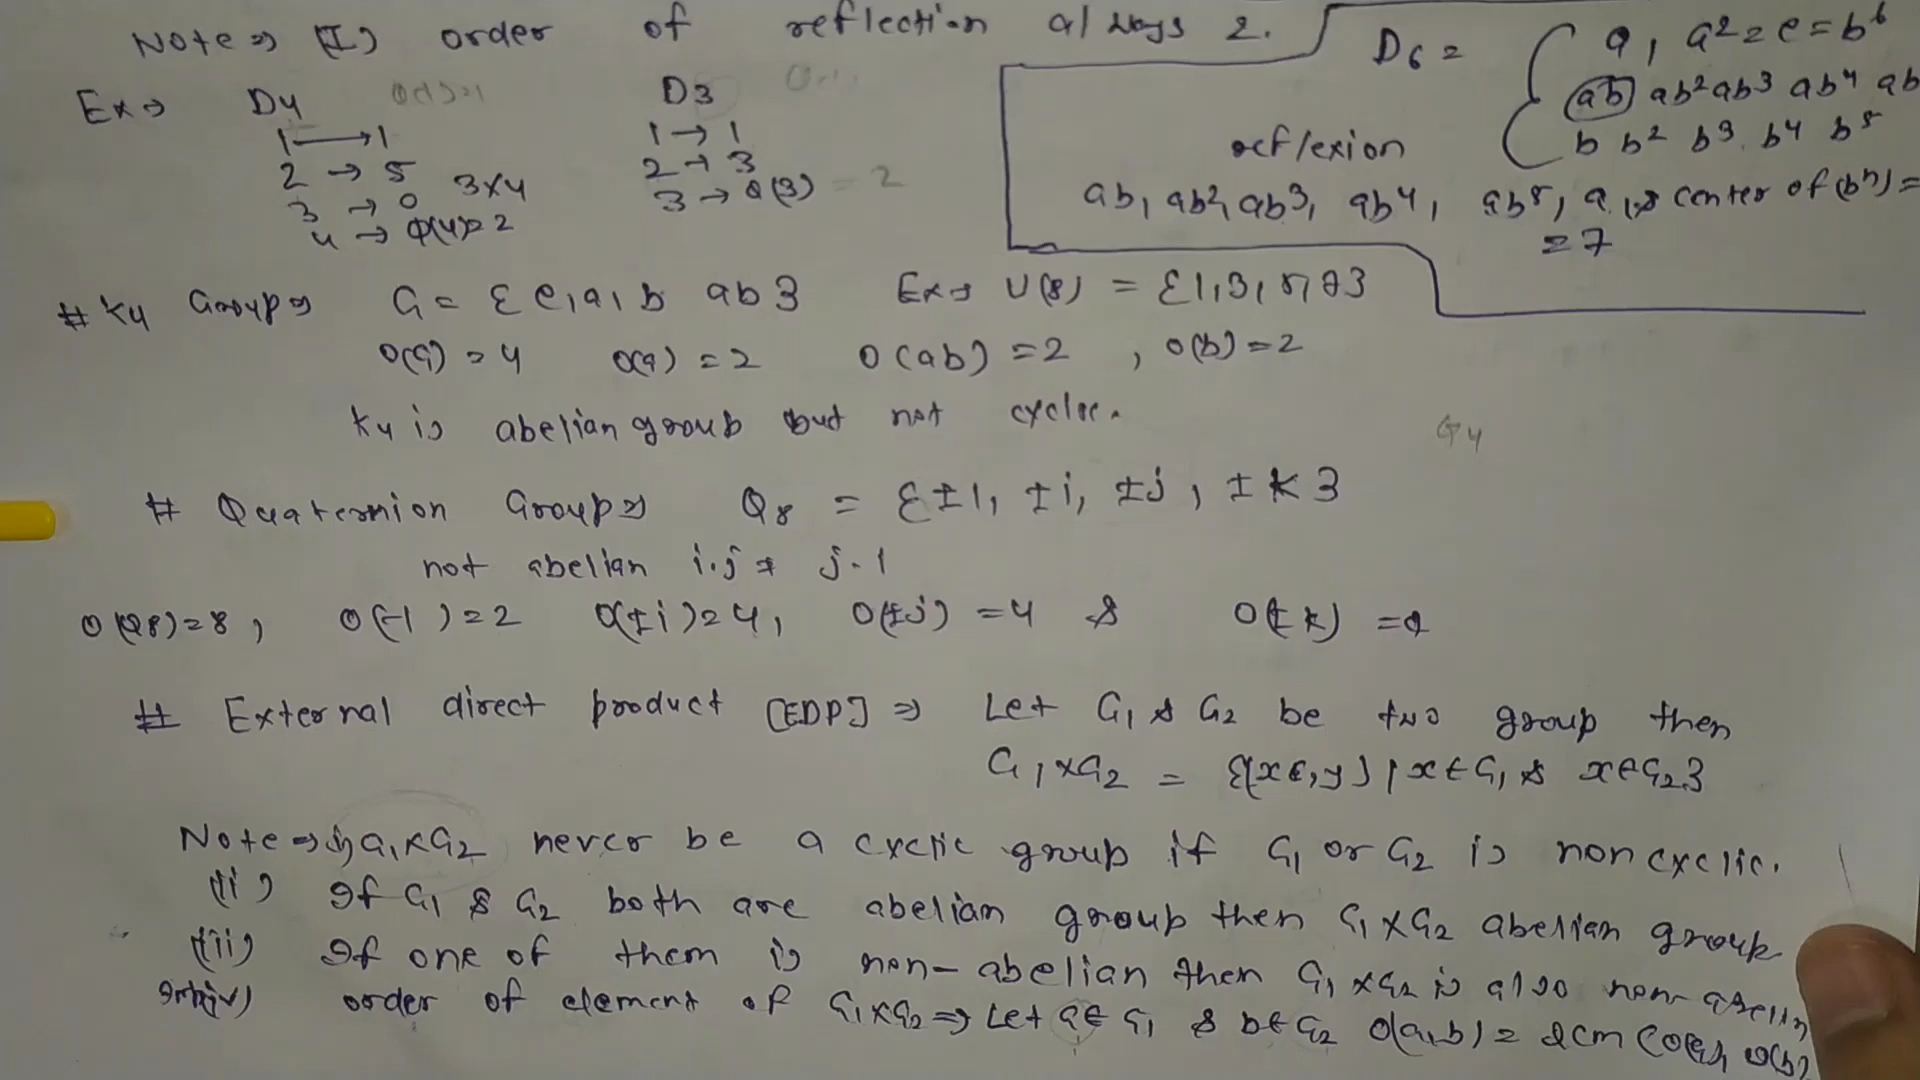 Note ⇒ (I) order of reflection always 2.
D6 = { a, a² = e = b⁶
ab ab² ab³ ab⁴ ab
b b² b³ b⁴ b⁵
reflexion
ab, ab², ab³, ab⁴, ab⁵, a, & center of (bⁿ) =
= 7
Ex → D4 D3
1 → 1 1 → 1
2 → 5 2 → 3
3 → 0 3×4 3 → φ(3) = 2
4 → φ(4) = 2
# K4 Group ⇒ G = {e, a, b ab} Ex → U(8) = {1, 3, 5, 7}
O(G) = 4 O(a) = 2 O(ab) = 2 , O(b) = 2
K4 is abelian group but not cyclic.
G4
# Quaternion Group ⇒ Q8 = {±1, ±i, ±j, ±k}
not abelian i.j ≠ j.i
O(Q8) = 8, O(-1) = 2 O(±i) = 4, O(±j) = 4 & O(±k) = 4
# External direct product [EDP] ⇒ Let G1 & G2 be two group then
G1×G2 = {(x, y) | x ∈ G1 & x ∈ G2}
Note ⇒ i) G1×G2 never be a cyclic group if G1 or G2 is non cyclic.
(ii) If G1 & G2 both are abelian group then G1×G2 abelian group
(iii) If one of them is non-abelian then G1×G2 is also non-abelian
(iv) order of element of G1×G2 ⇒ Let a ∈ G1 & b ∈ G2 O(a,b) = lcm (O(a), O(b)